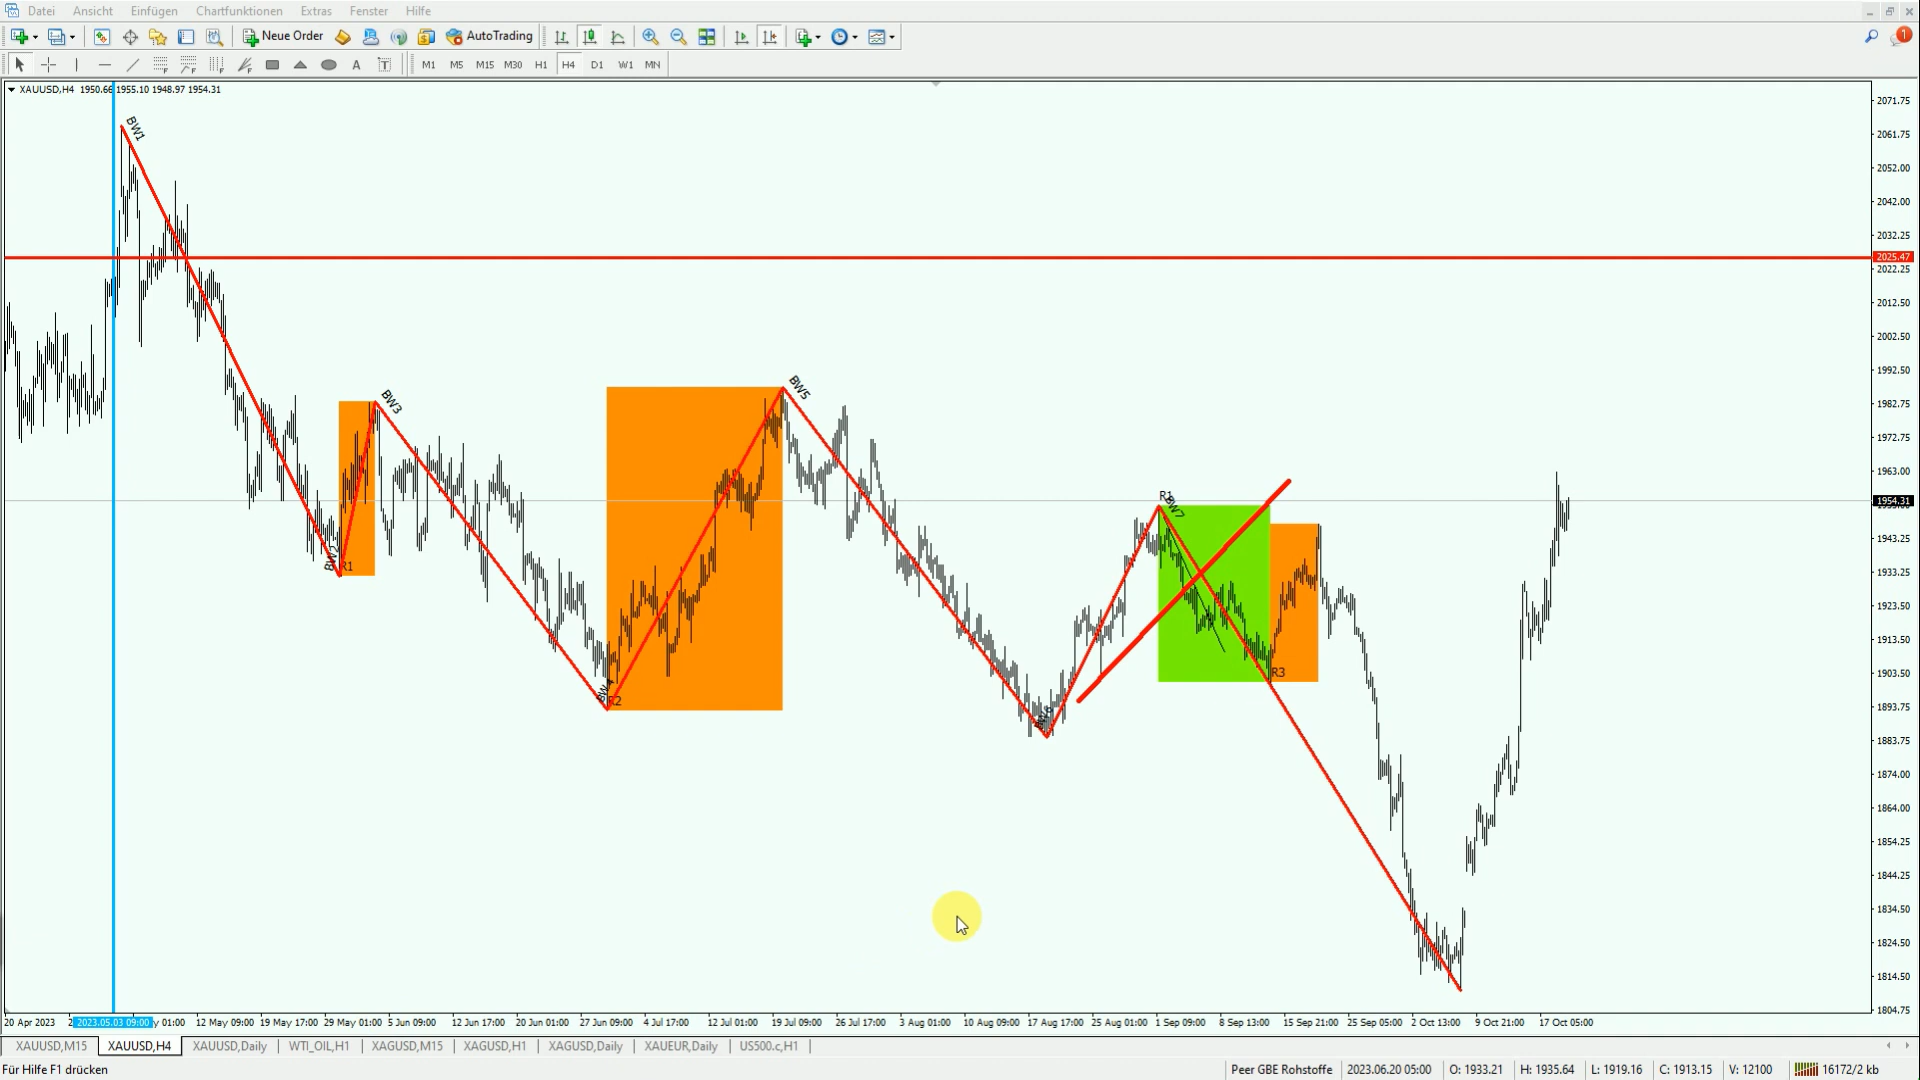 Datei Ansicht Einfügen Chartfunktionen Extras Fenster Hilfe
Neue Order AutoTrading 1
A T M1 M5 M15 M30 H1 H4 D1 W1 MN
XAUUSD,H4 1950.66 1955.10 1948.97 1954.31
2071.75
BW1
2061.75
2052.00
2042.00
2032.25
2025.47
2022.25
2012.50
2002.50
1992.50
BW5
BW3
1982.75
1972.75
1963.00
R1
BW7
1954.31
1943.25
BW2
R1
1933.25
1923.50
1913.50
R3
1903.50
R2
1893.75
1883.75
1874.00
1864.00
1854.25
1844.25
1834.50
1824.50
1814.50
1804.75
20 Apr 2023 2023.05.03 09:00 y 01:00 12 May 09:00 19 May 17:00 29 May 01:00 5 Jun 09:00 12 Jun 17:00 20 Jun 01:00 27 Jun 09:00 4 Jul 17:00 12 Jul 01:00 19 Jul 09:00 26 Jul 17:00 3 Aug 01:00 10 Aug 09:00 17 Aug 17:00 25 Aug 01:00 1 Sep 09:00 8 Sep 13:00 15 Sep 21:00 25 Sep 05:00 2 Oct 13:00 9 Oct 21:00 17 Oct 05:00
XAUUSD,M15 XAUUSD,H4 XAUUSD,Daily WTI_OIL,H1 XAGUSD,M15 XAGUSD,H1 XAGUSD,Daily XAUEUR,Daily US500.c,H1
Für Hilfe F1 drücken Peer GBE Rohstoffe 2023.06.20 05:00 O: 1933.21 H: 1935.64 L: 1919.16 C: 1913.15 V: 12100 16172/2 kb